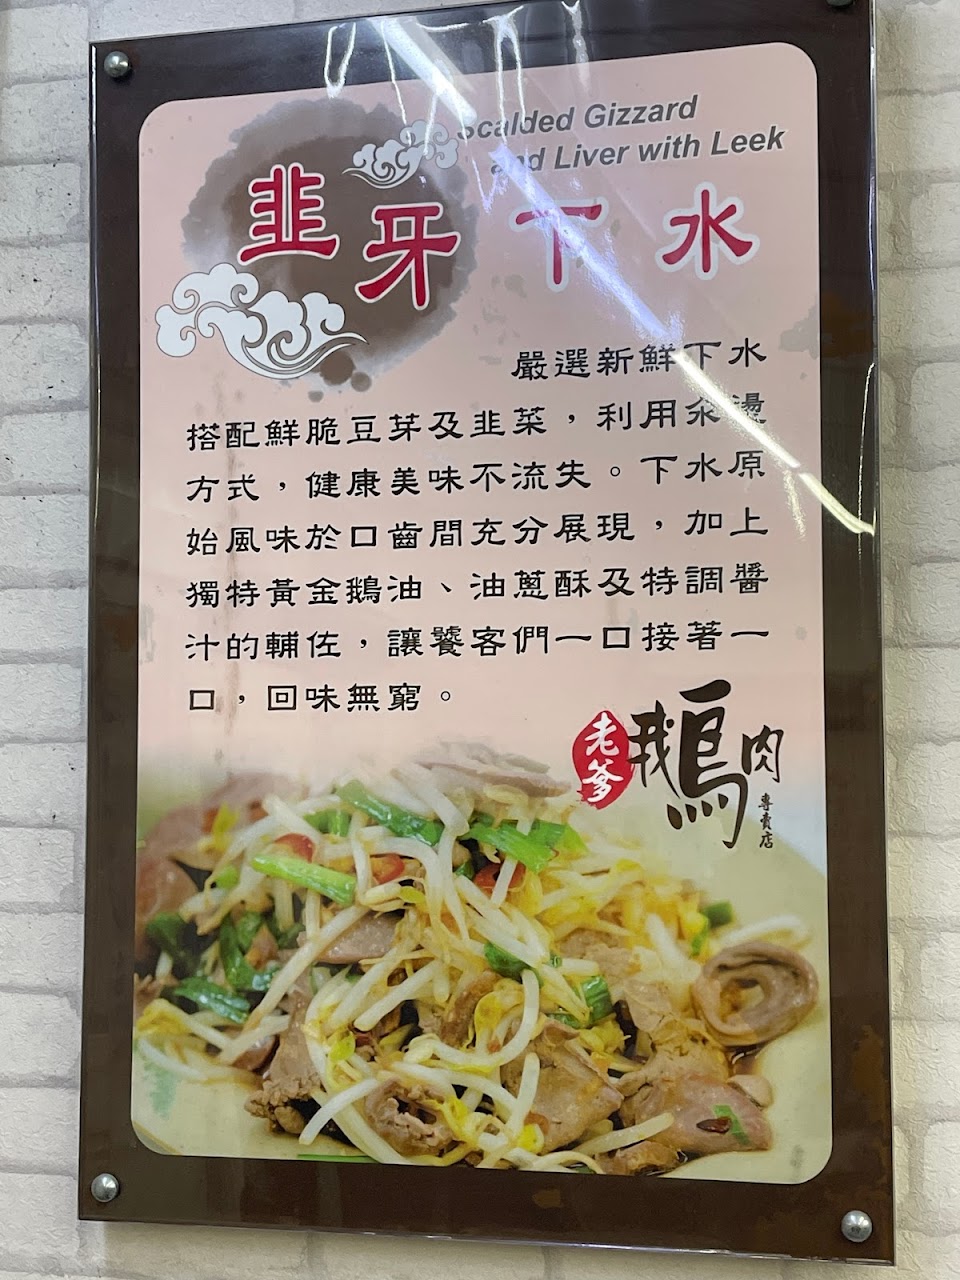 Scalded Gizzard
and Liver with Leek
韭牙下水
嚴選新鮮下水
搭配鮮脆豆芽及韭菜，利用汆燙
方式，健康美味不流失。下水原
始風味於口齒間充分展現，加上
獨特黃金鵝油、油蔥酥及特調醬
汁的輔佐，讓饕客們一口接著一
口，回味無窮。
老爹
鵝肉
專賣店